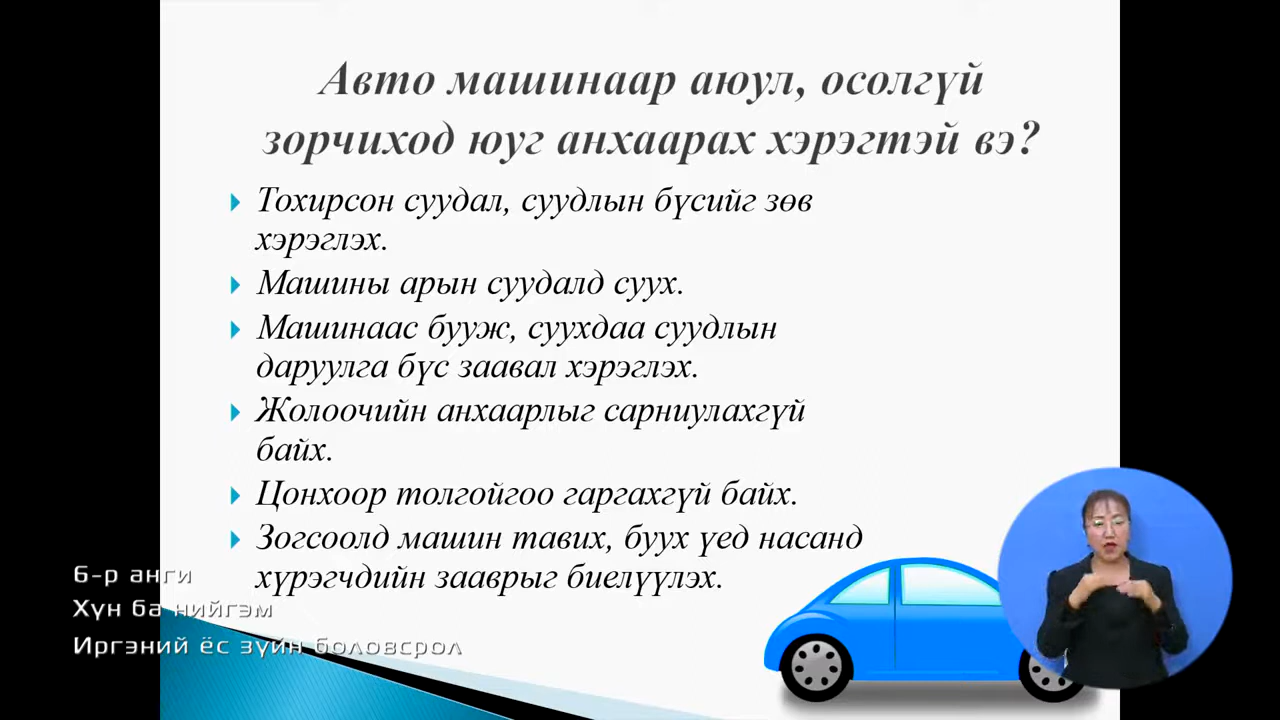 Авто машинаар аюул, осолгүй
зорчиход юуг анхаарах хэрэгтэй вэ?
Тохирсон суудал, суудлын бүсийг зөв
хэрэглэх.
Машины арын суудалд суух.
Машинаас бууж, суухдаа суудлын
даруулга бүс заавал хэрэглэх.
Жолоочийн анхаарлыг сарниулахгүй
байх.
Цонхоор толгойгоо гаргахгүй байх.
Зогсоолд машин тавих, буух үед насанд
хүрэгчдийн зааврыг биелүүлэх.
6-р анги
Хүн ба нийгэм
Иргэний ёс зүйн боловсрол